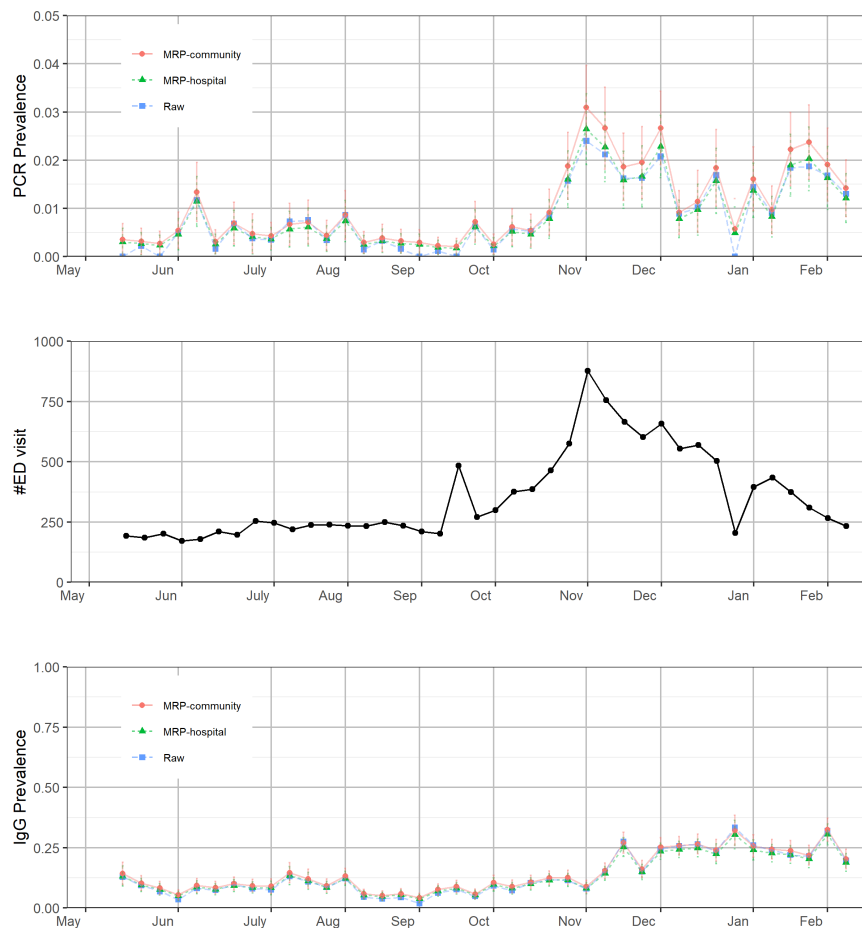 0.05
0.04
0.03
0.02
0.01
0.00
PCR Prevalence
MRP-community
MRP-hospital
Raw
May Jun July Aug Sep Oct Nov Dec Jan Feb
1000
750
500
250
0
#ED visit
May Jun July Aug Sep Oct Nov Dec Jan Feb
1.00
0.75
0.50
0.25
0.00
IgG Prevalence
MRP-community
MRP-hospital
Raw
May Jun July Aug Sep Oct Nov Dec Jan Feb